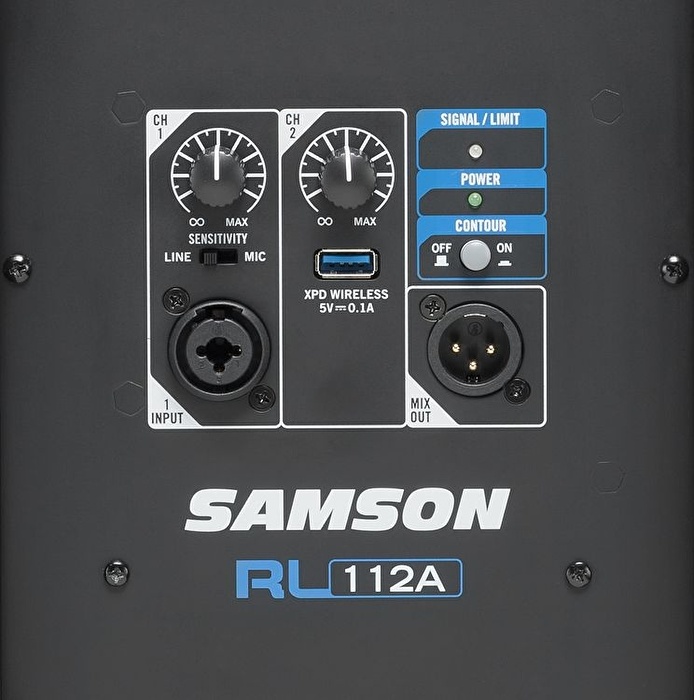 CH
1
∞ MAX
SENSITIVITY
LINE MIC
1
INPUT
CH
2
∞ MAX
XPD WIRELESS
5V⎓0.1A
SIGNAL / LIMIT
POWER
CONTOUR
OFF ON
MIX
OUT
SAMSON
RL 112A